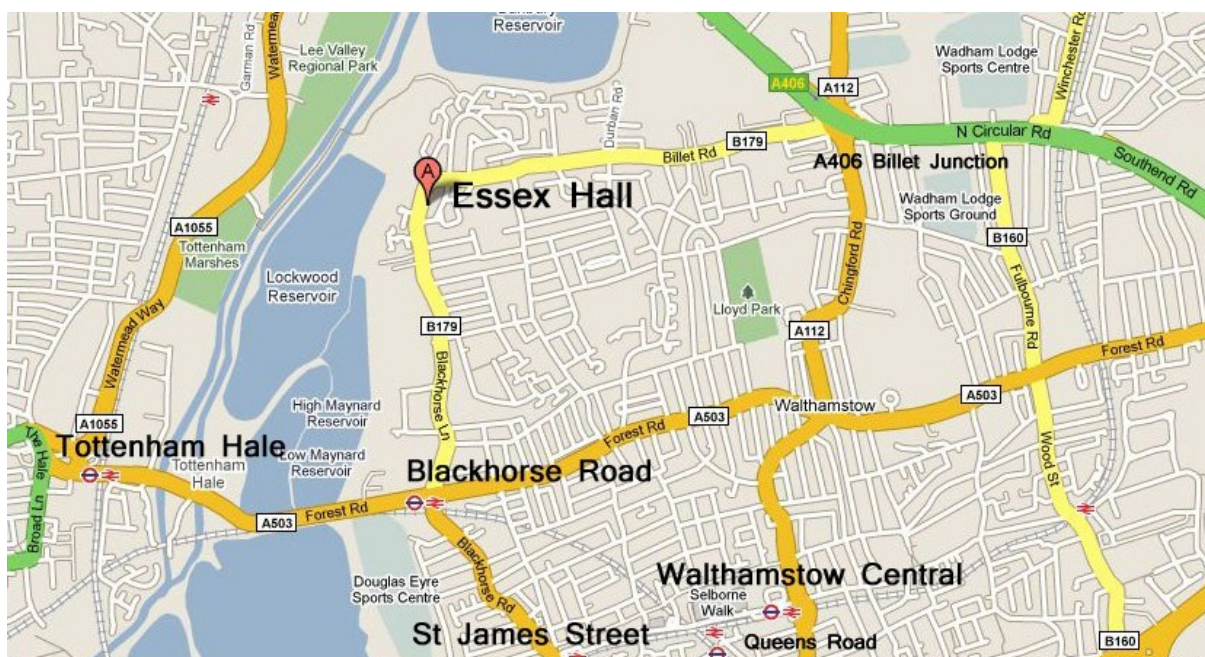 Banbury
Reservoir
Lee Valley
Regional Park
Garman Rd
Watermead
Winchester Rd
Wadham Lodge
Sports Centre
A406
A112
Durban Rd
B179
Billet Rd
N Circular Rd
A406 Billet Junction
Southend Rd
A
Essex Hall
Wadham Lodge
Sports Ground
A1055
Tottenham
Marshes
B160
Chingford Rd
Lockwood
Reservoir
Lloyd Park
Fulbourne Rd
Watermead Way
B179
A112
Blackhorse Ln
Forest Rd
A503
High Maynard
Reservoir
Walthamstow
A503
A1055
The Hale
Tottenham Hale
Forest Rd
Low Maynard
Reservoir
Tottenham
Hale
Blackhorse Road
Wood St
Broad Ln
A503
Forest Rd
Blackhorse Rd
Douglas Eyre
Sports Centre
Walthamstow Central
Selborne
Walk
St James Street
Queens Road
B160